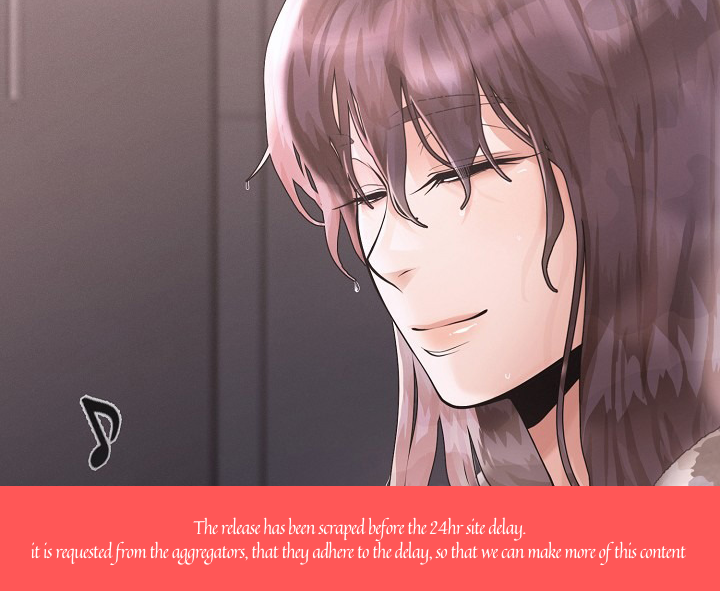 The release has been scraped before the 24hr site delay.
it is requested from the aggregators, that they adhere to the delay, so that we can make more of this content